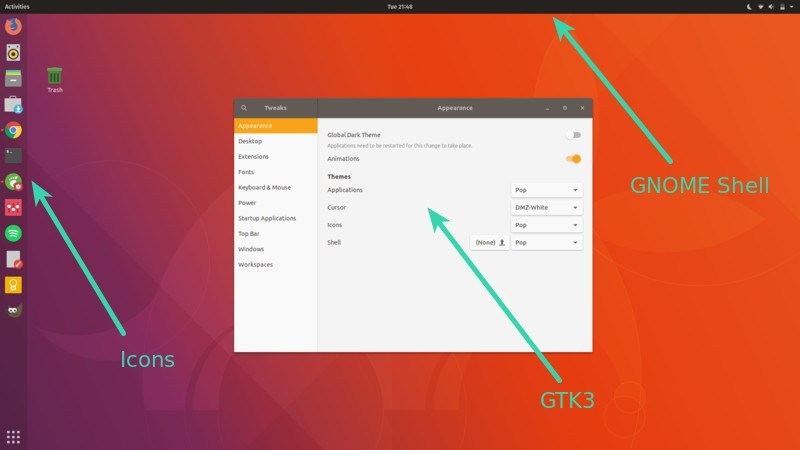 Activities
Tue 21:48
Trash
Tweaks
Appearance
Appearance
Desktop
Extensions
Fonts
Keyboard & Mouse
Power
Startup Applications
Top Bar
Windows
Workspaces
Global Dark Theme
Applications need to be restarted for this change to take place.
Animations
Themes
Applications
Pop
Cursor
DMZ-White
Icons
Pop
Shell
(None)
Pop
GNOME Shell
Icons
GTK3